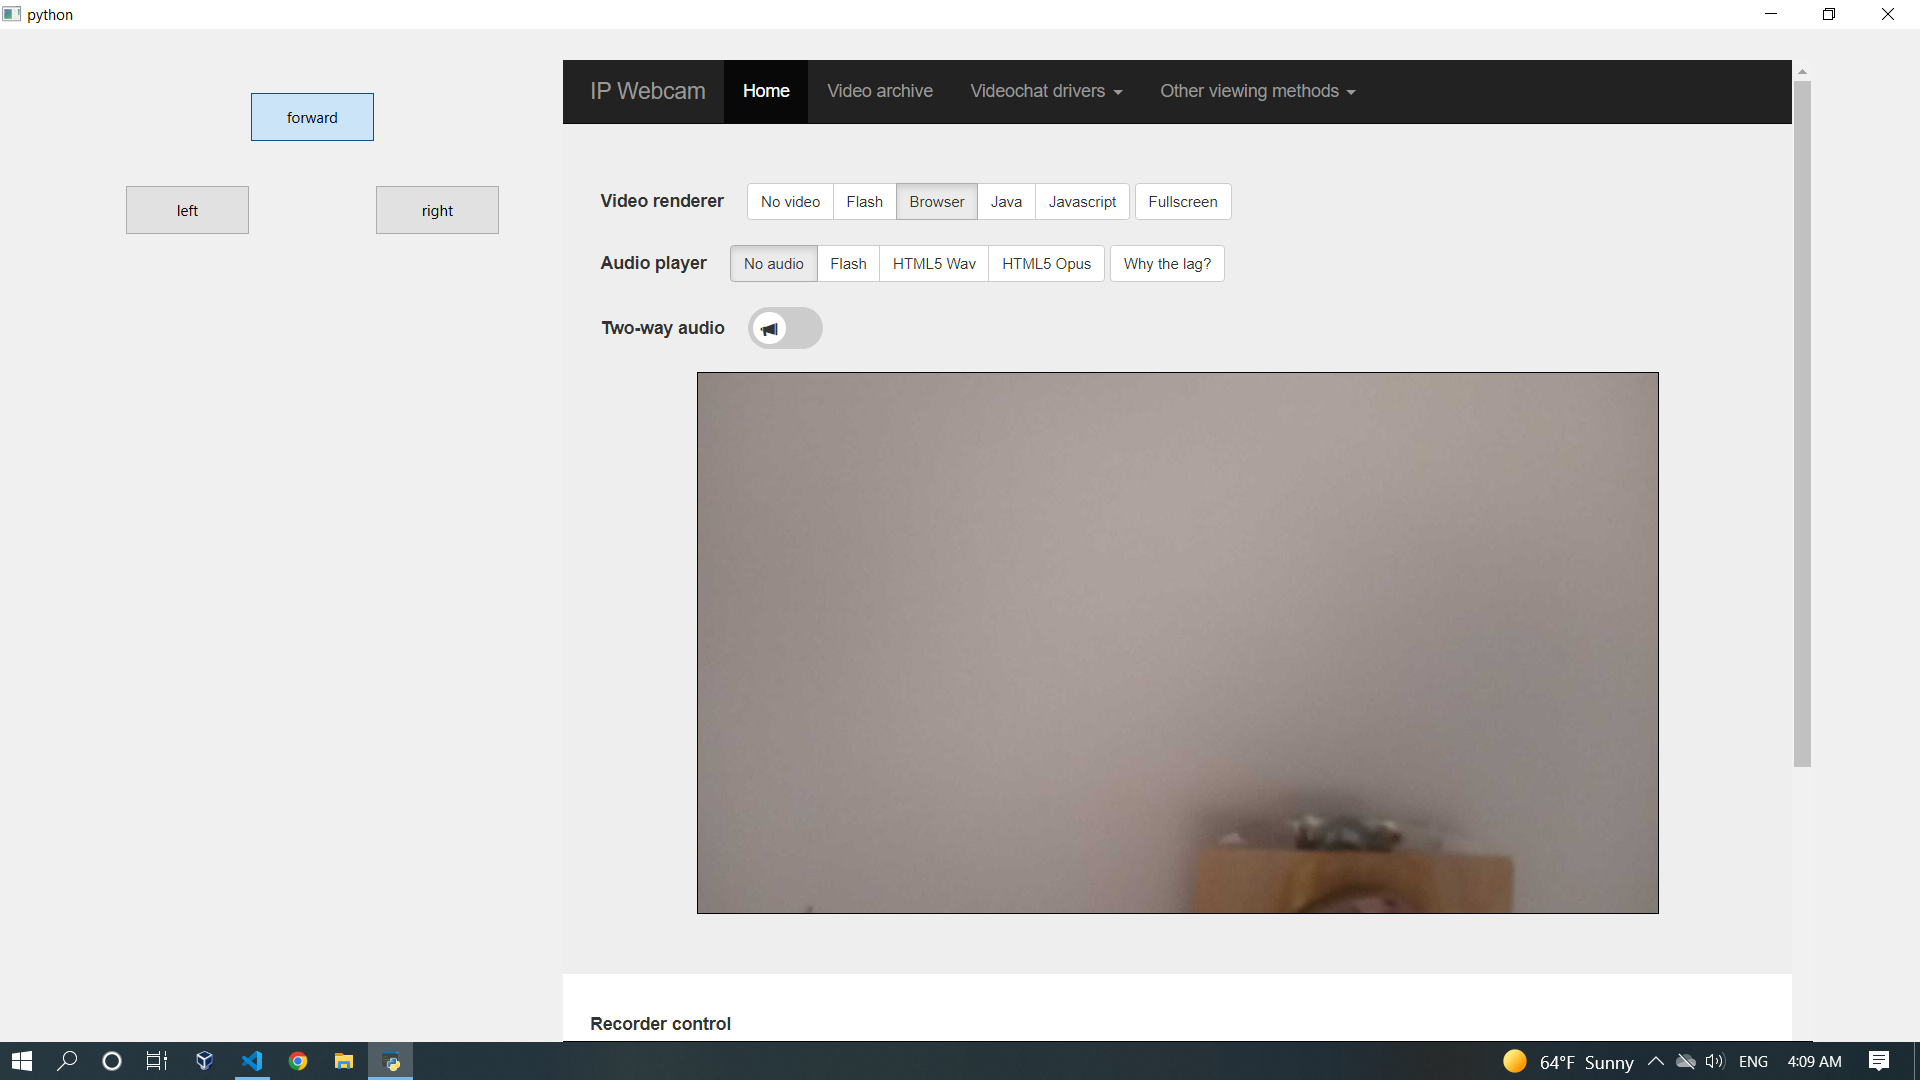 python
forward
left right
IP Webcam Home Video archive Videochat drivers Other viewing methods
Video renderer No video Flash Browser Java Javascript Fullscreen
Audio player No audio Flash HTML5 Wav HTML5 Opus Why the lag?
Two-way audio
Recorder control
64°F Sunny ENG 4:09 AM